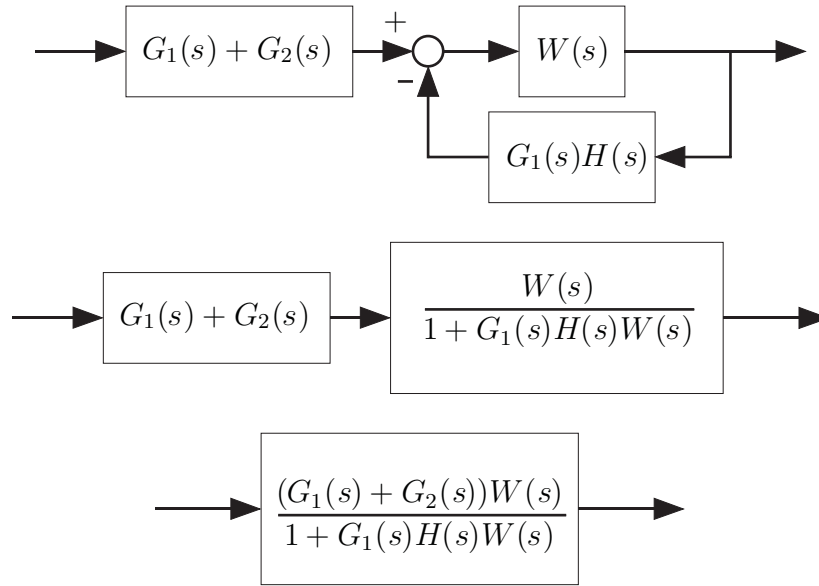 G₁(s) + G₂(s)
+
−
W(s)
G₁(s)H(s)
G₁(s) + G₂(s)
W(s)
1 + G₁(s)H(s)W(s)
(G₁(s) + G₂(s))W(s)
1 + G₁(s)H(s)W(s)